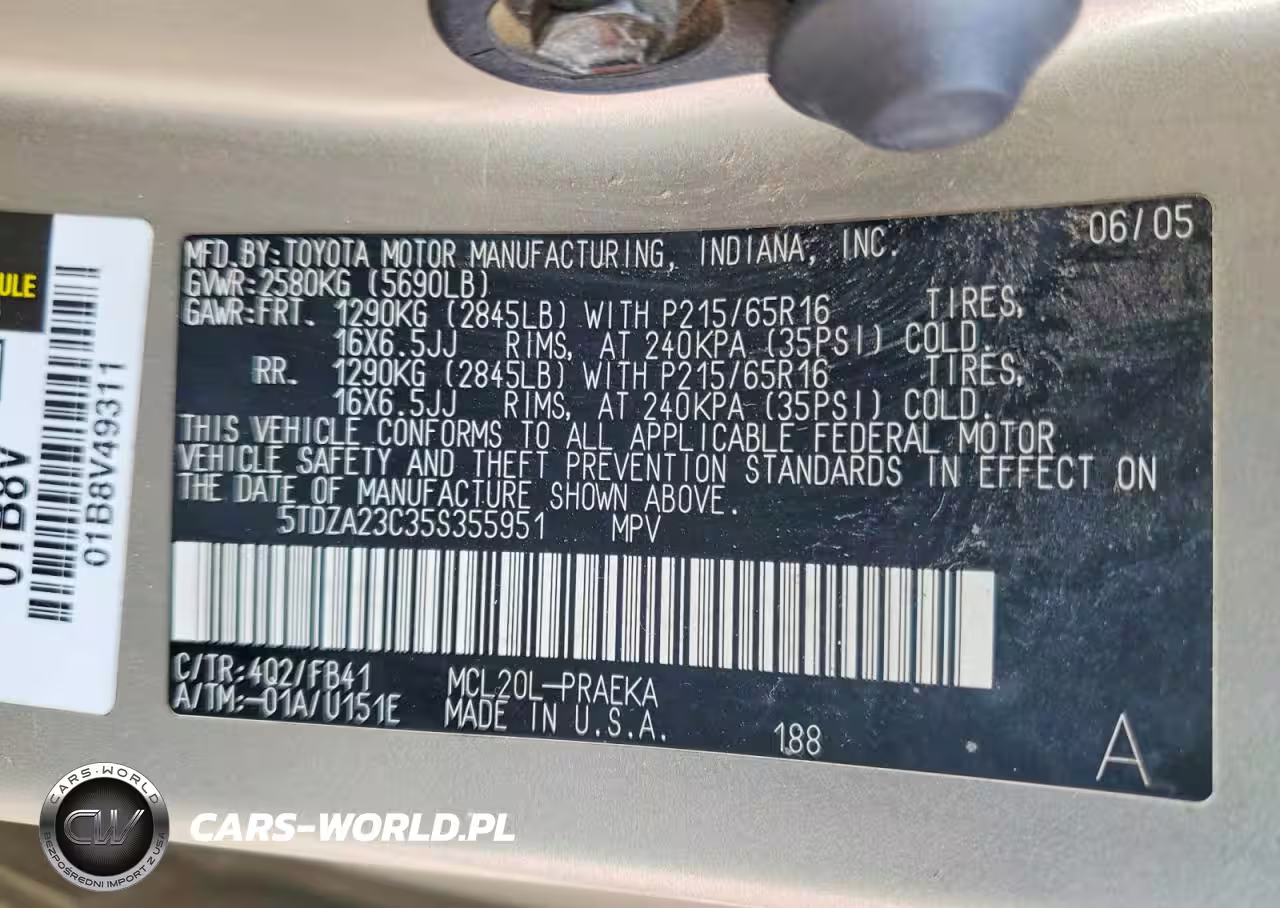 MFD.BY:TOYOTA MOTOR MANUFACTURING, INDIANA, INC. 06/05
GVWR:2580KG (5690LB)
GAWR:FRT. 1290KG (2845LB) WITH P215/65R16 TIRES,
16X6.5JJ RIMS, AT 240KPA (35PSI) COLD.
RR. 1290KG (2845LB) WITH P215/65R16 TIRES,
16X6.5JJ RIMS, AT 240KPA (35PSI) COLD.
THIS VEHICLE CONFORMS TO ALL APPLICABLE FEDERAL MOTOR
VEHICLE SAFETY AND THEFT PREVENTION STANDARDS IN EFFECT ON
THE DATE OF MANUFACTURE SHOWN ABOVE.
5TDZA23C35S355951 MPV
C/TR:4Q2/FB41 MCL20L-PRAEKA
A/TM:-01A/U151E MADE IN U.S.A. 188 A
ULE
01B8V
01B8V49311
CARS-WORLD
CW
BEZPOŚREDNI IMPORT Z USA
CARS-WORLD.PL